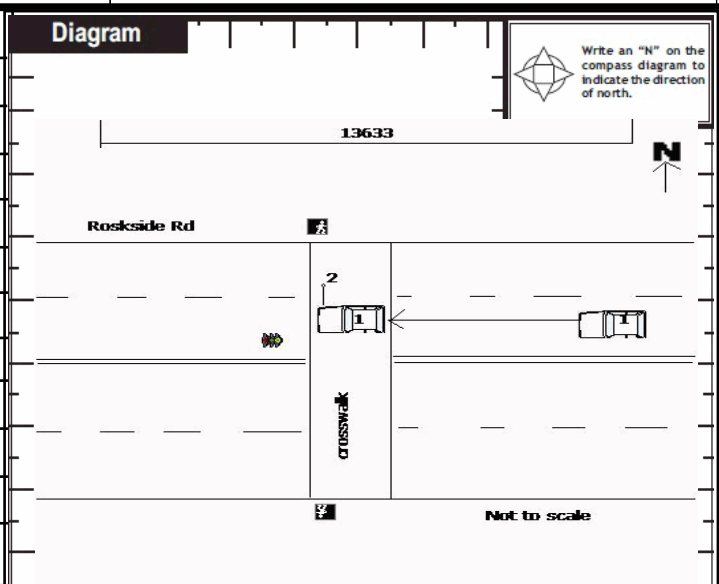 Diagram
Write an “N” on the
compass diagram to
indicate the direction
of north.
13633
N
Roskside Rd
2
1
1
crosswalk
Not to scale